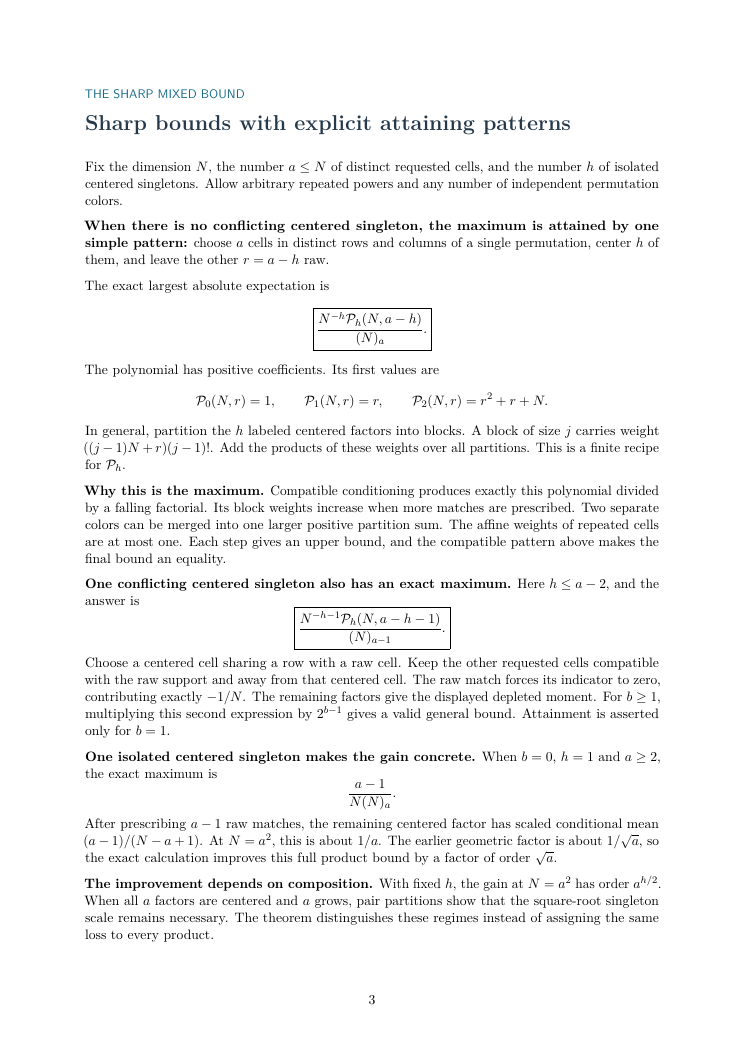 THE SHARP MIXED BOUND
Sharp bounds with explicit attaining patterns
Fix the dimension N, the number a ≤ N of distinct requested cells, and the number h of isolated
centered singletons. Allow arbitrary repeated powers and any number of independent permutation
colors.
When there is no conflicting centered singleton, the maximum is attained by one
simple pattern: choose a cells in distinct rows and columns of a single permutation, center h of
them, and leave the other r = a − h raw.
The exact largest absolute expectation is
N^{−h}𝒫_h(N, a − h) / (N)_a .
The polynomial has positive coefficients. Its first values are
𝒫_0(N, r) = 1, 𝒫_1(N, r) = r, 𝒫_2(N, r) = r^2 + r + N.
In general, partition the h labeled centered factors into blocks. A block of size j carries weight
((j − 1)N + r)(j − 1)!. Add the products of these weights over all partitions. This is a finite recipe
for 𝒫_h.
Why this is the maximum. Compatible conditioning produces exactly this polynomial divided
by a falling factorial. Its block weights increase when more matches are prescribed. Two separate
colors can be merged into one larger positive partition sum. The affine weights of repeated cells
are at most one. Each step gives an upper bound, and the compatible pattern above makes the
final bound an equality.
One conflicting centered singleton also has an exact maximum. Here h ≤ a − 2, and the
answer is
N^{−h−1}𝒫_h(N, a − h − 1) / (N)_{a−1} .
Choose a centered cell sharing a row with a raw cell. Keep the other requested cells compatible
with the raw support and away from that centered cell. The raw match forces its indicator to zero,
contributing exactly −1/N. The remaining factors give the displayed depleted moment. For b ≥ 1,
multiplying this second expression by 2^{b−1} gives a valid general bound. Attainment is asserted
only for b = 1.
One isolated centered singleton makes the gain concrete. When b = 0, h = 1 and a ≥ 2,
the exact maximum is
a − 1 / N(N)_a .
After prescribing a − 1 raw matches, the remaining centered factor has scaled conditional mean
(a − 1)/(N − a + 1). At N = a^2, this is about 1/a. The earlier geometric factor is about 1/√a, so
the exact calculation improves this full product bound by a factor of order √a.
The improvement depends on composition. With fixed h, the gain at N = a^2 has order a^{h/2}.
When all a factors are centered and a grows, pair partitions show that the square-root singleton
scale remains necessary. The theorem distinguishes these regimes instead of assigning the same
loss to every product.
3